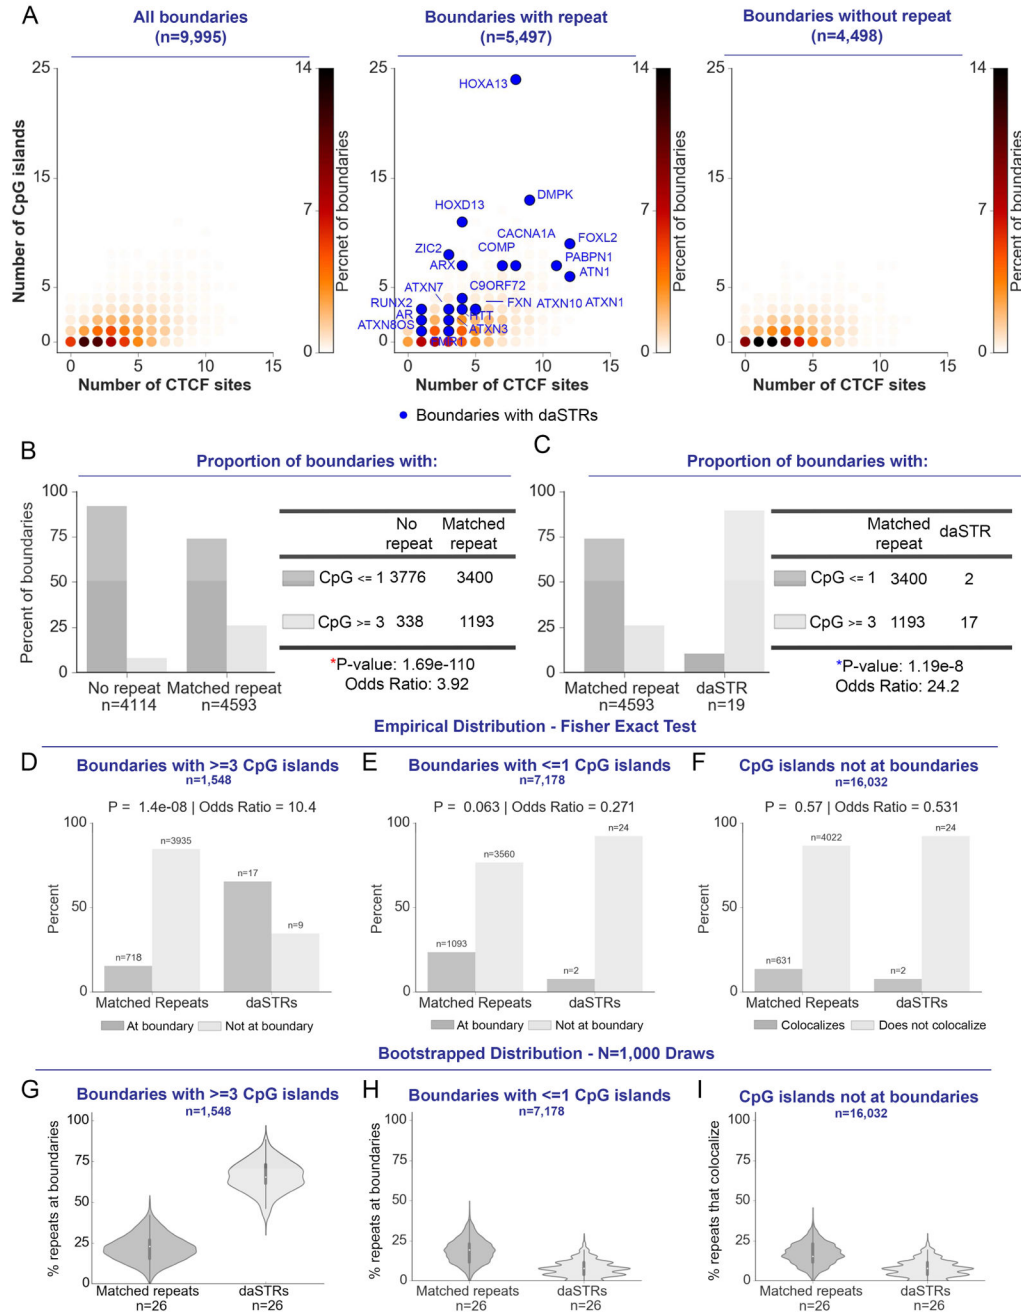 A
All boundaries
(n=9,995)
Boundaries with repeat
(n=5,497)
Boundaries without repeat
(n=4,498)
Number of CpG islands
25
15
5
0
0
5
10
15
Number of CTCF sites
14
7
0
Percnet of boundaries
25
15
5
0
HOXA13
DMPK
HOXD13
CACNA1A
FOXL2
ZIC2
COMP
PABPN1
ARX
ATN1
ATXN7
C9ORF72
RUNX2
FXN
ATXN10
ATXN1
AR
HTT
ATXN8OS
ATXN3
FMR1
0
5
10
15
Number of CTCF sites
14
7
0
Percent of boundaries
25
15
5
0
0
5
10
15
Number of CTCF sites
14
7
0
Percent of boundaries
Boundaries with daSTRs
B
Proportion of boundaries with:
Percent of boundaries
100
75
50
25
0
No repeat
n=4114
Matched repeat
n=4593
No
repeat
Matched
repeat
CpG <= 1 3776 3400
CpG >= 3 338 1193
*P-value: 1.69e-110
Odds Ratio: 3.92
C
Proportion of boundaries with:
100
75
50
25
0
Matched repeat
n=4593
daSTR
n=19
Matched
repeat
daSTR
CpG <= 1 3400 2
CpG >= 3 1193 17
*P-value: 1.19e-8
Odds Ratio: 24.2
Empirical Distribution - Fisher Exact Test
D
Boundaries with >=3 CpG islands
n=1,548
P = 1.4e-08 | Odds Ratio = 10.4
Percent
100
50
0
n=718
n=3935
n=17
n=9
Matched Repeats
daSTRs
At boundary
Not at boundary
E
Boundaries with <=1 CpG islands
n=7,178
P = 0.063 | Odds Ratio = 0.271
Percent
100
50
0
n=1093
n=3560
n=2
n=24
Matched Repeats
daSTRs
At boundary
Not at boundary
F
CpG islands not at boundaries
n=16,032
P = 0.57 | Odds Ratio = 0.531
Percent
100
50
0
n=631
n=4022
n=2
n=24
Matched Repeats
daSTRs
Colocalizes
Does not colocalize
Bootstrapped Distribution - N=1,000 Draws
G
Boundaries with >=3 CpG islands
n=1,548
% repeats at boundaries
100
75
50
25
0
Matched repeats
n=26
daSTRs
n=26
H
Boundaries with <=1 CpG islands
n=7,178
% repeats at boundaries
100
75
50
25
0
Matched repeats
n=26
daSTRs
n=26
I
CpG islands not at boundaries
n=16,032
% repeats that colocalize
100
75
50
25
0
Matched repeats
n=26
daSTRs
n=26